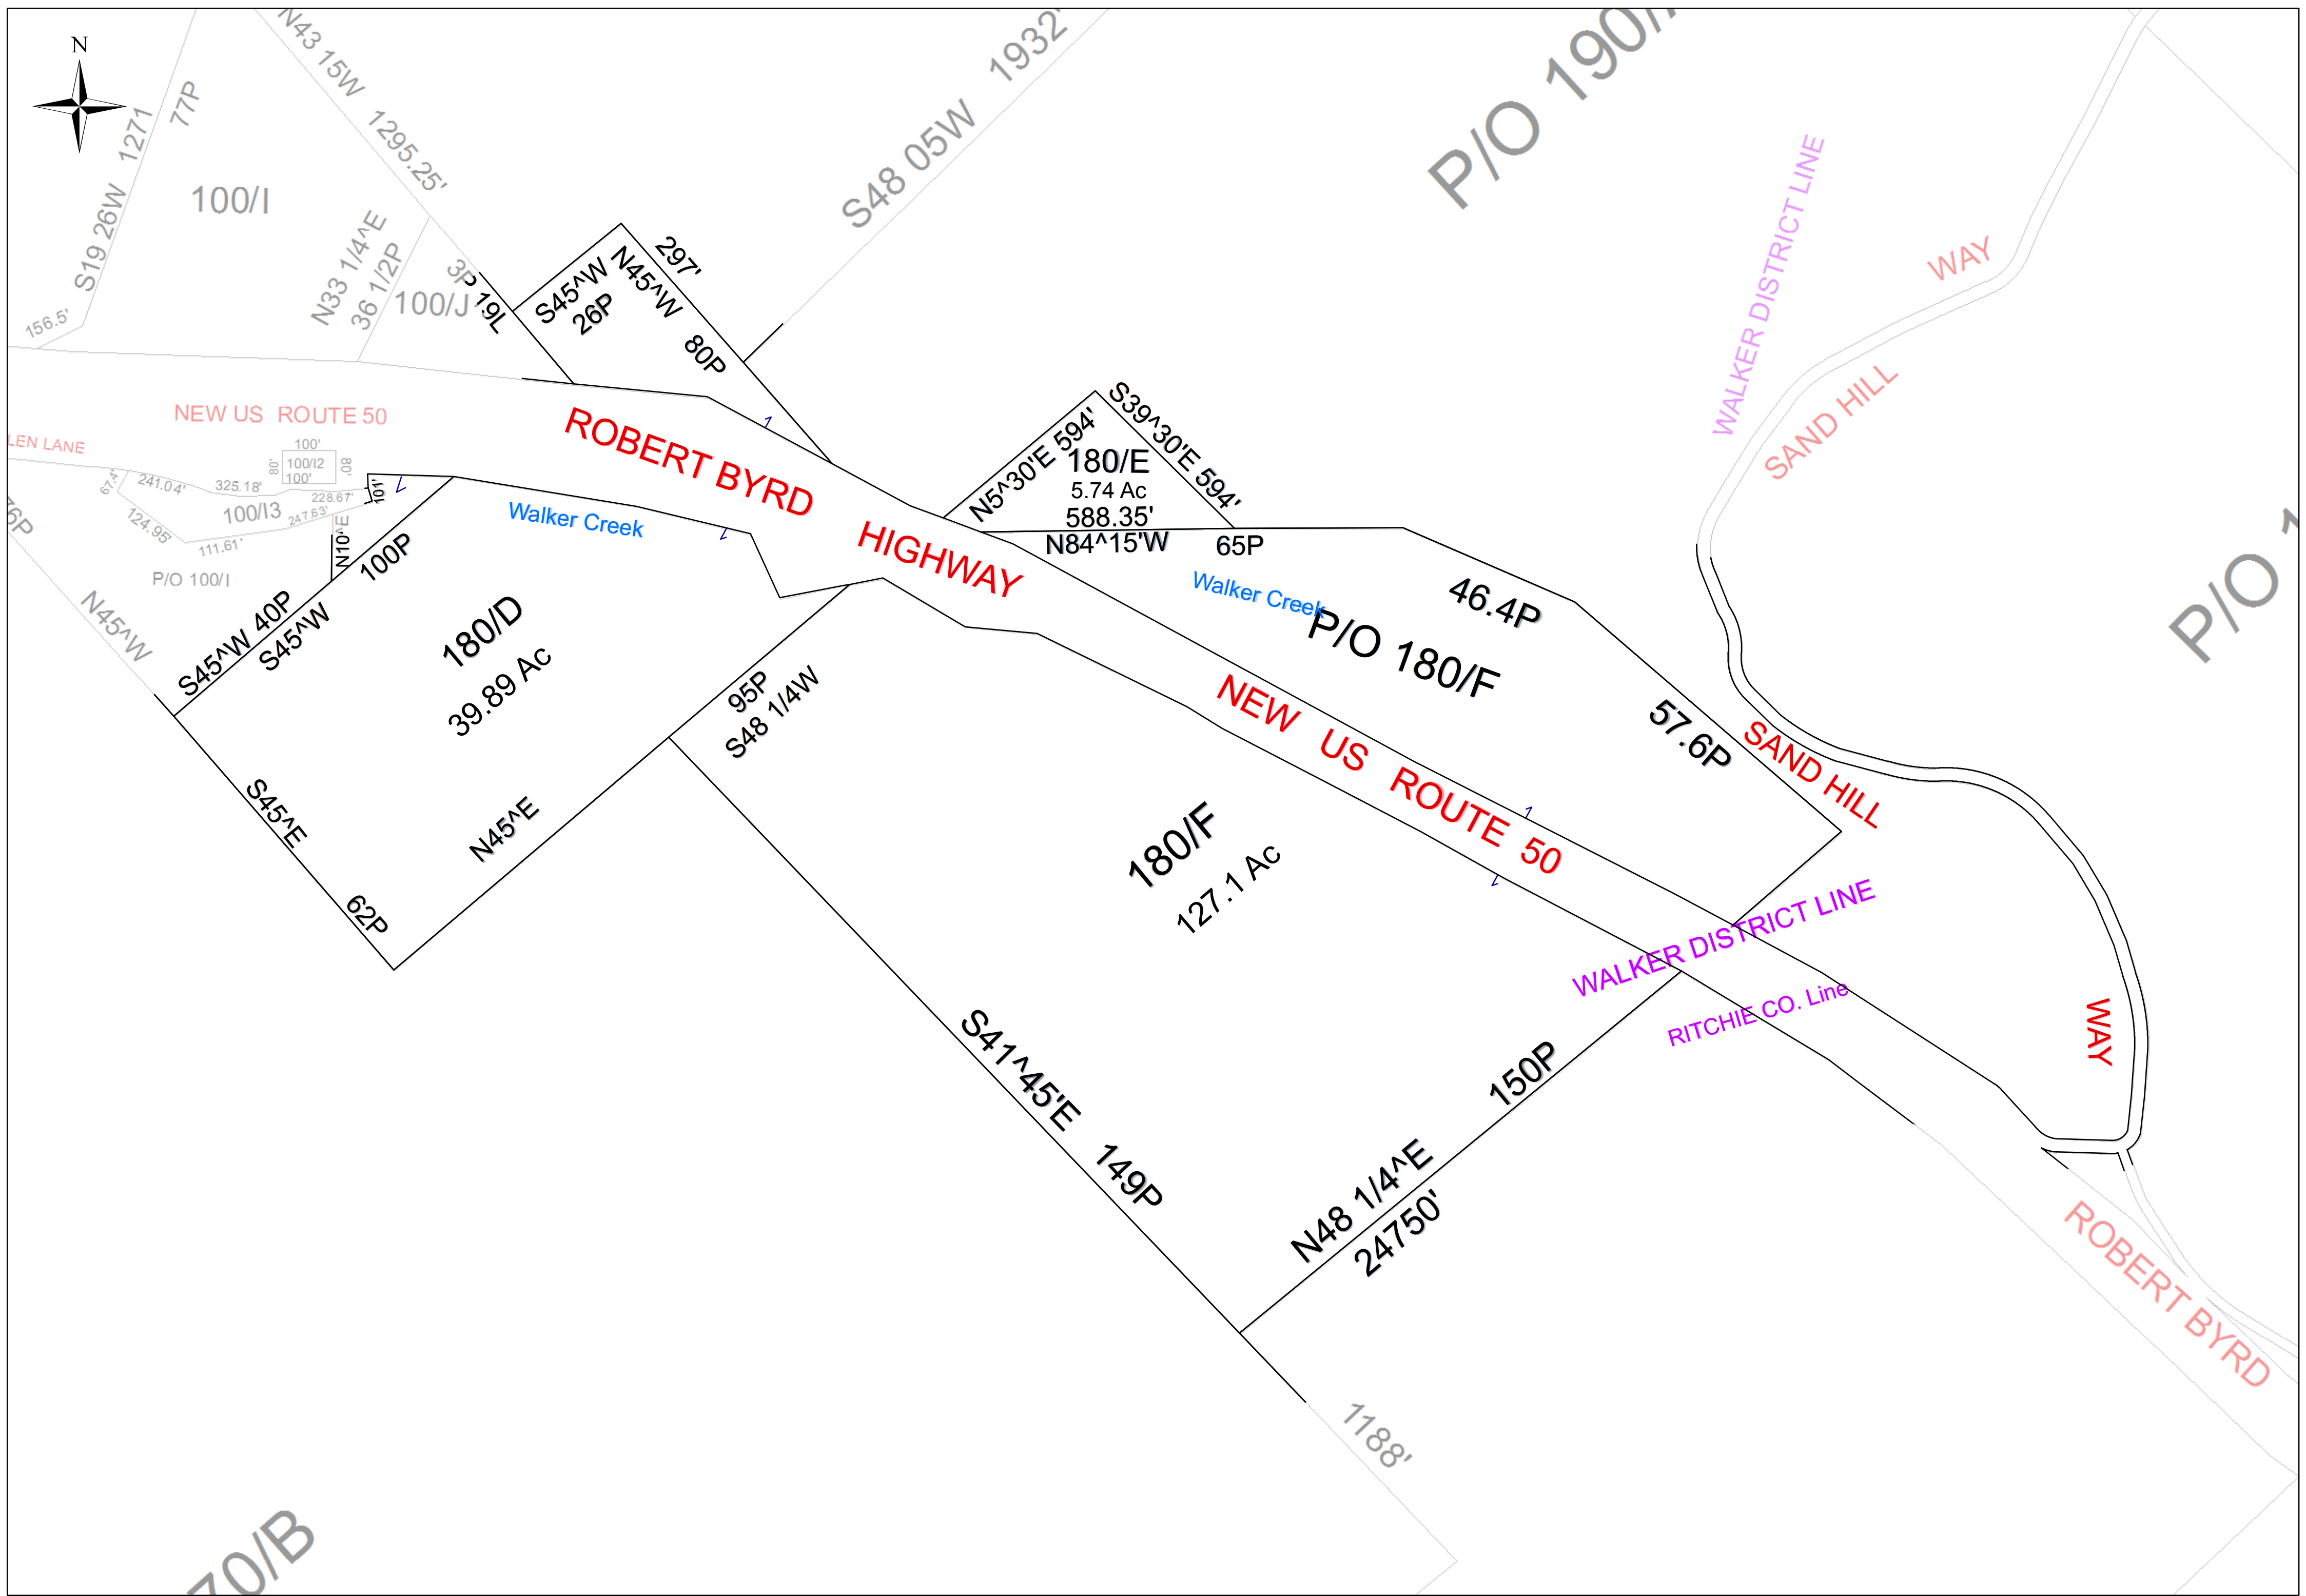 N
N43 15W 1295.25'
S48 05W 1932'
77P
S19 26W 1271
100/I
N33 1/4^E
36 1/2P
3P 19L
100/J
156.5'
S45^W
26P
N45^W 80P
297'
WALKER DISTRICT LINE
WAY
SAND HILL
NEW US ROUTE 50
LEN LANE
100'
80'
100/I2
80'
100'
67.4'
241.04'
325.18'
228.67'
101'
100/I3
247.63'
124.95'
111.61'
N10^E
P/O 100/I
N45^W
ROBERT BYRD
HIGHWAY
Walker Creek
N5^30'E 594'
S39^30'E 594'
180/E
5.74 Ac
588.35'
N84^15'W 65P
Walker Creek
46.4P
P/O 180/F
57.6P
100P
S45^W 40P
S45^W
180/D
39.89 Ac
95P
S48 1/4W
S45^E
62P
N45^E
NEW US ROUTE 50
SAND HILL
WAY
180/F
127.1 Ac
WALKER DISTRICT LINE
RITCHIE CO. Line
S41^45'E 149P
150P
N48 1/4^E
24750'
ROBERT BYRD
1188'
70/B